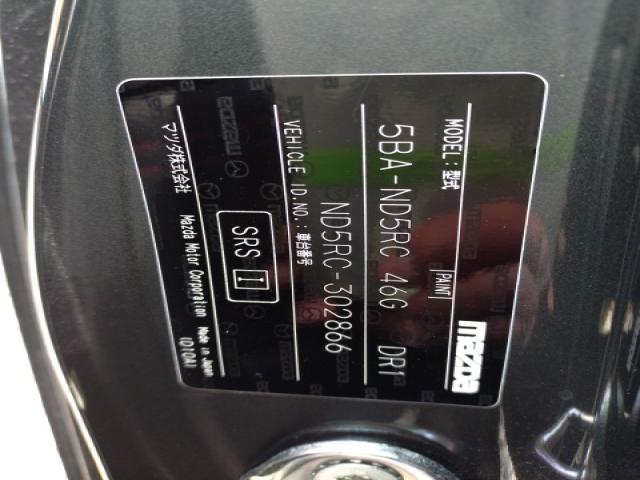 mazda
MODEL:型式 [PAINT]
5BA-ND5RC 46G DR1
VEHICLE ID.NO.:車台番号
ND5RC-302866
SRS I
マツダ株式会社 Mazda Motor Corporation Made in Japan
(D10A)